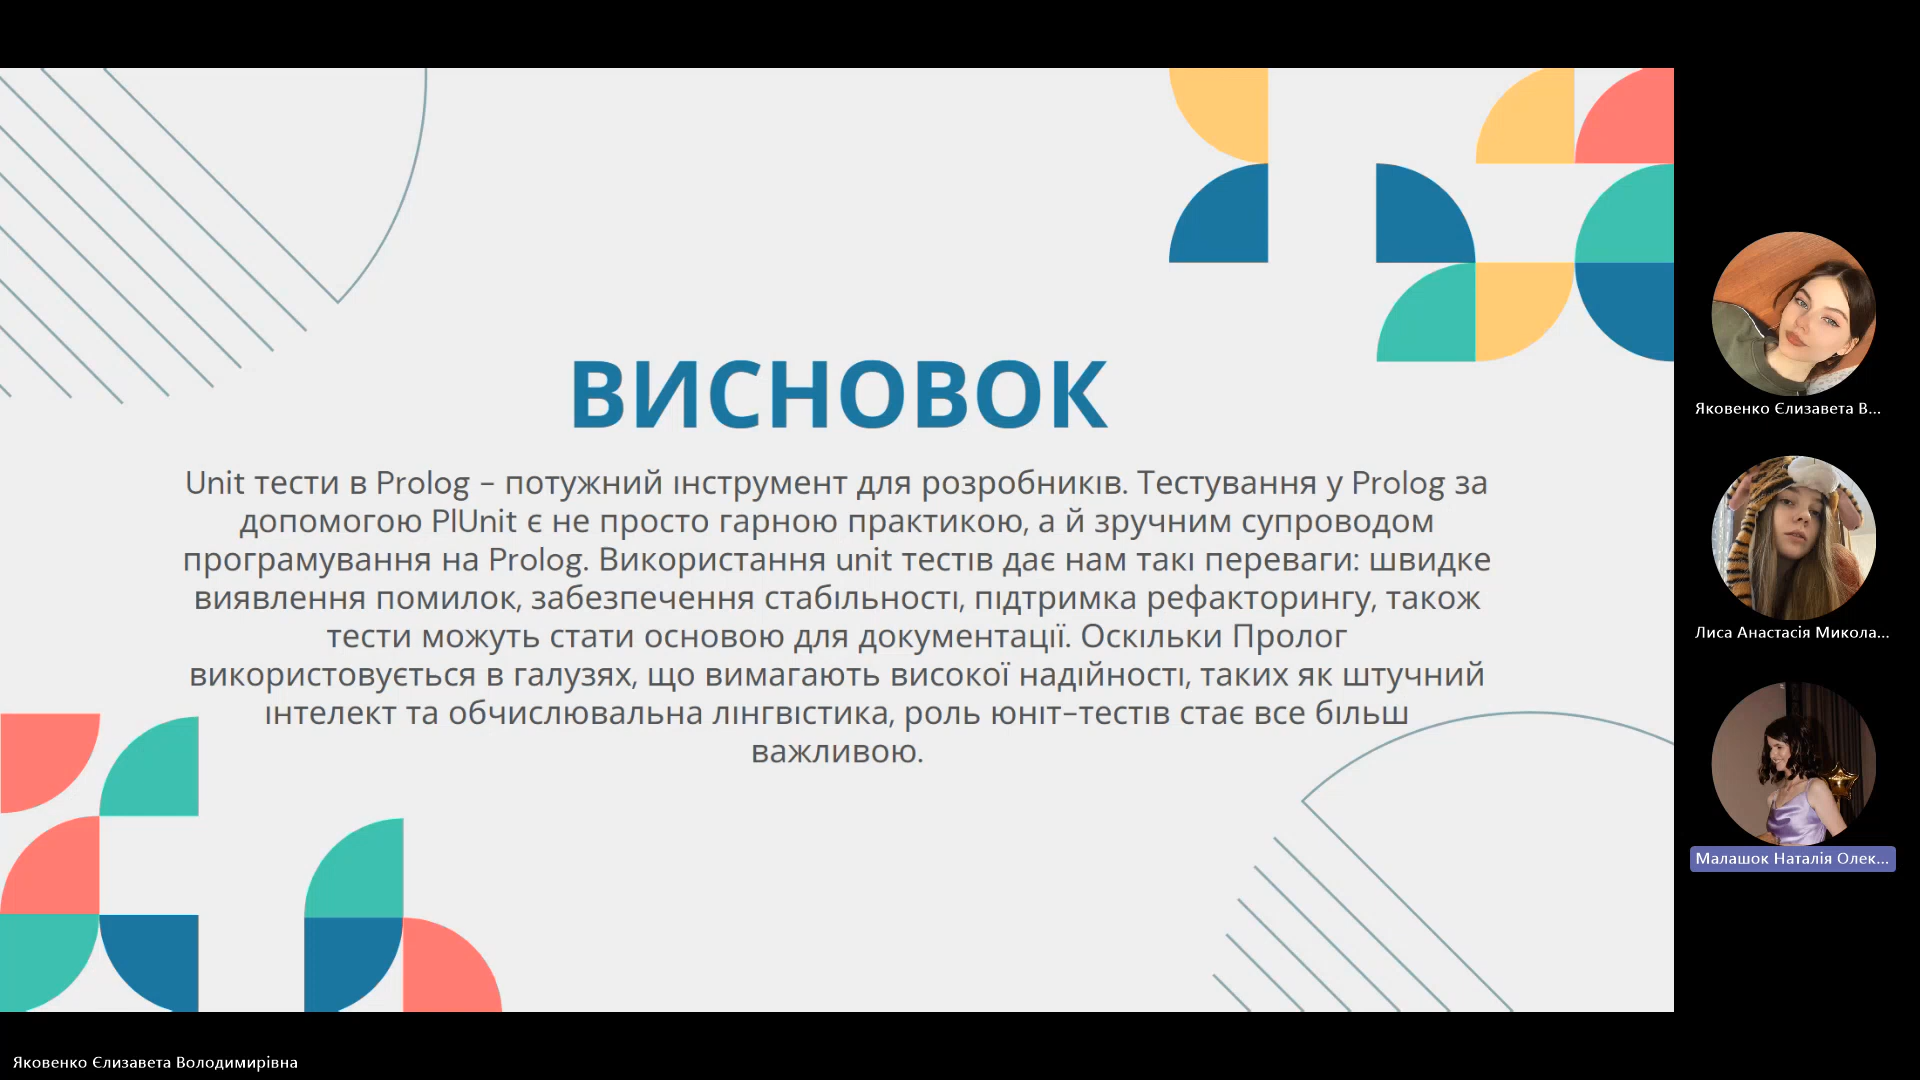 ВИСНОВОК
Unit тести в Prolog – потужний інструмент для розробників. Тестування у Prolog за
допомогою PlUnit є не просто гарною практикою, а й зручним супроводом
програмування на Prolog. Використання unit тестів дає нам такі переваги: швидке
виявлення помилок, забезпечення стабільності, підтримка рефакторингу, також
тести можуть стати основою для документації. Оскільки Пролог
використовується в галузях, що вимагають високої надійності, таких як штучний
інтелект та обчислювальна лінгвістика, роль юніт-тестів стає все більш
важливою.
Яковенко Єлизавета В...
Лиса Анастасія Микола...
Малашок Наталія Олек...
Яковенко Єлизавета Володимирівна